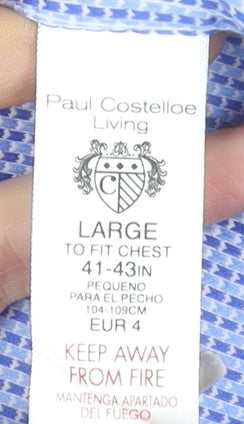 Paul Costelloe
Living
C
LARGE
TO FIT CHEST
41-43IN
PEQUENO
PARA EL PECHO
104-109CM
EUR 4
KEEP AWAY
FROM FIRE
MANTENGA APARTADO
DEL FUEGO